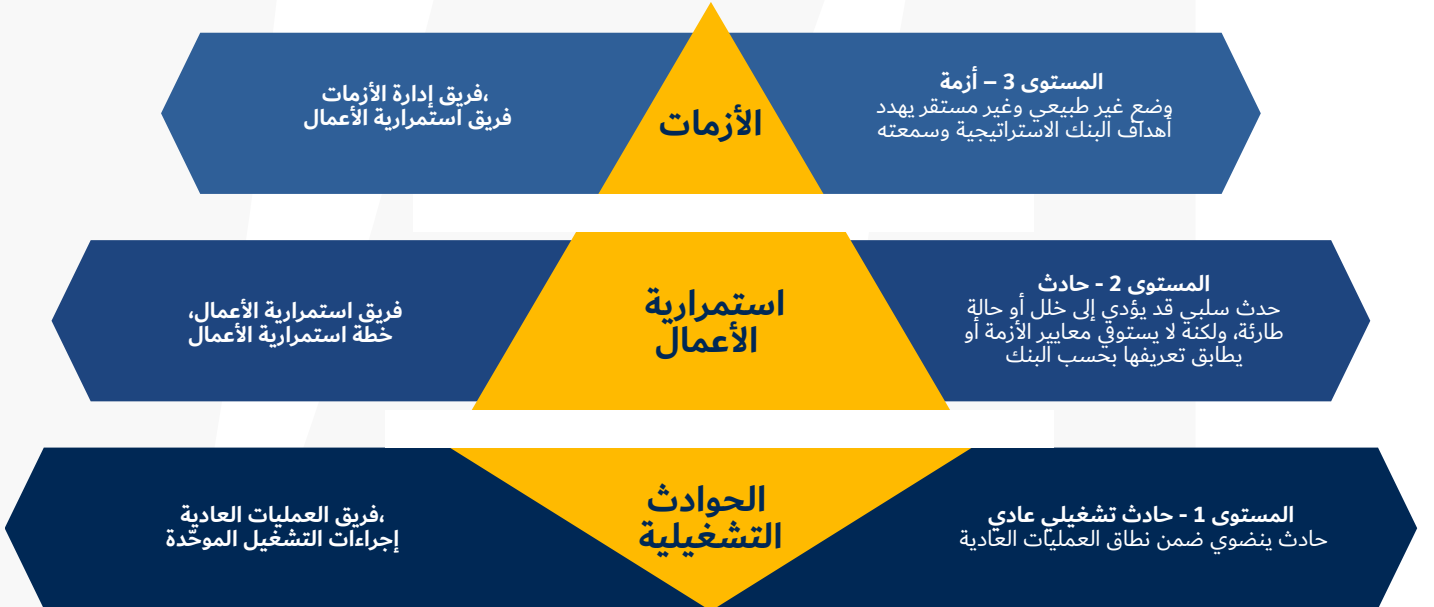 المستوى 3 – أزمة
وضع غير طبيعي وغير مستقر يهدد
أهداف البنك الاستراتيجية وسمعته
الأزمات
فريق إدارة الأزمات،
فريق استمرارية الأعمال
المستوى 2 - حادث
حدث سلبي قد يؤدي إلى خلل أو حالة
طارئة، ولكنه لا يستوفي معايير الأزمة أو
يطابق تعريفها بحسب البنك
استمرارية
الأعمال
فريق استمرارية الأعمال،
خطة استمرارية الأعمال
المستوى 1 - حادث تشغيلي عادي
حادث ينضوي ضمن نطاق العمليات العادية
الحوادث
التشغيلية
فريق العمليات العادية،
إجراءات التشغيل الموحّدة